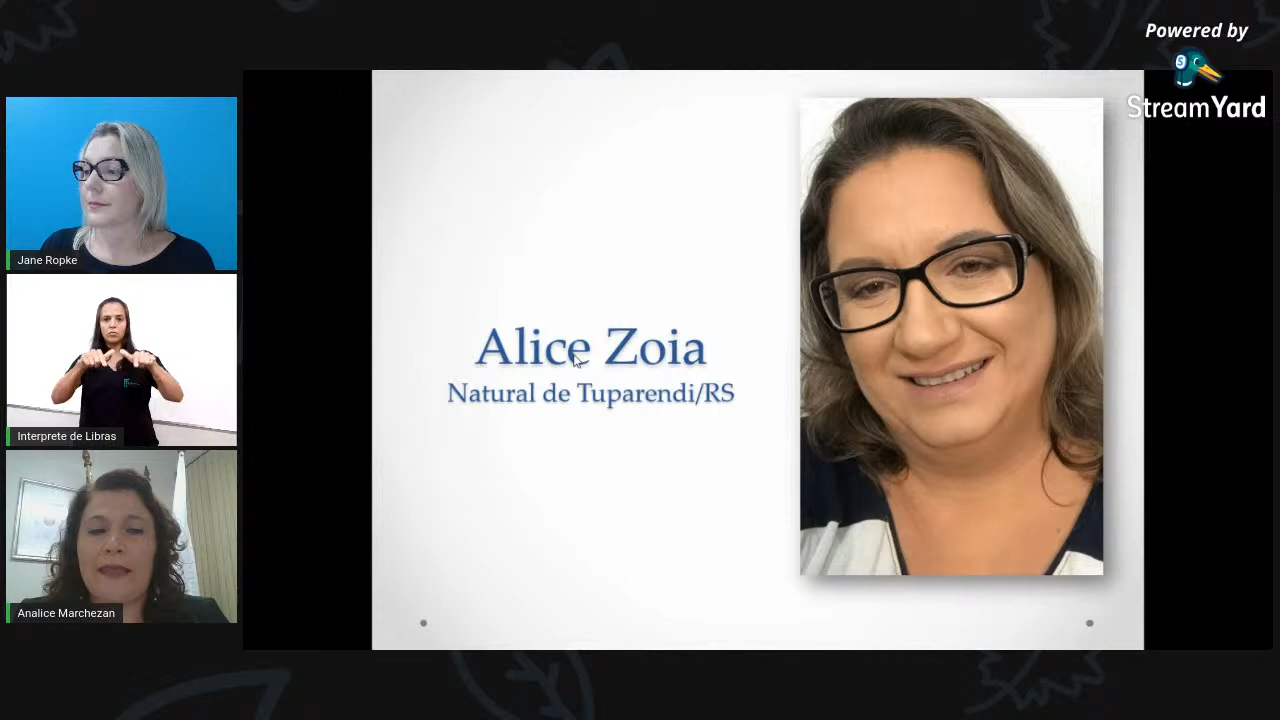 Powered by
StreamYard
Jane Ropke
Interprete de Libras
Analice Marchezan
Alice Zoia
Natural de Tuparendi/RS